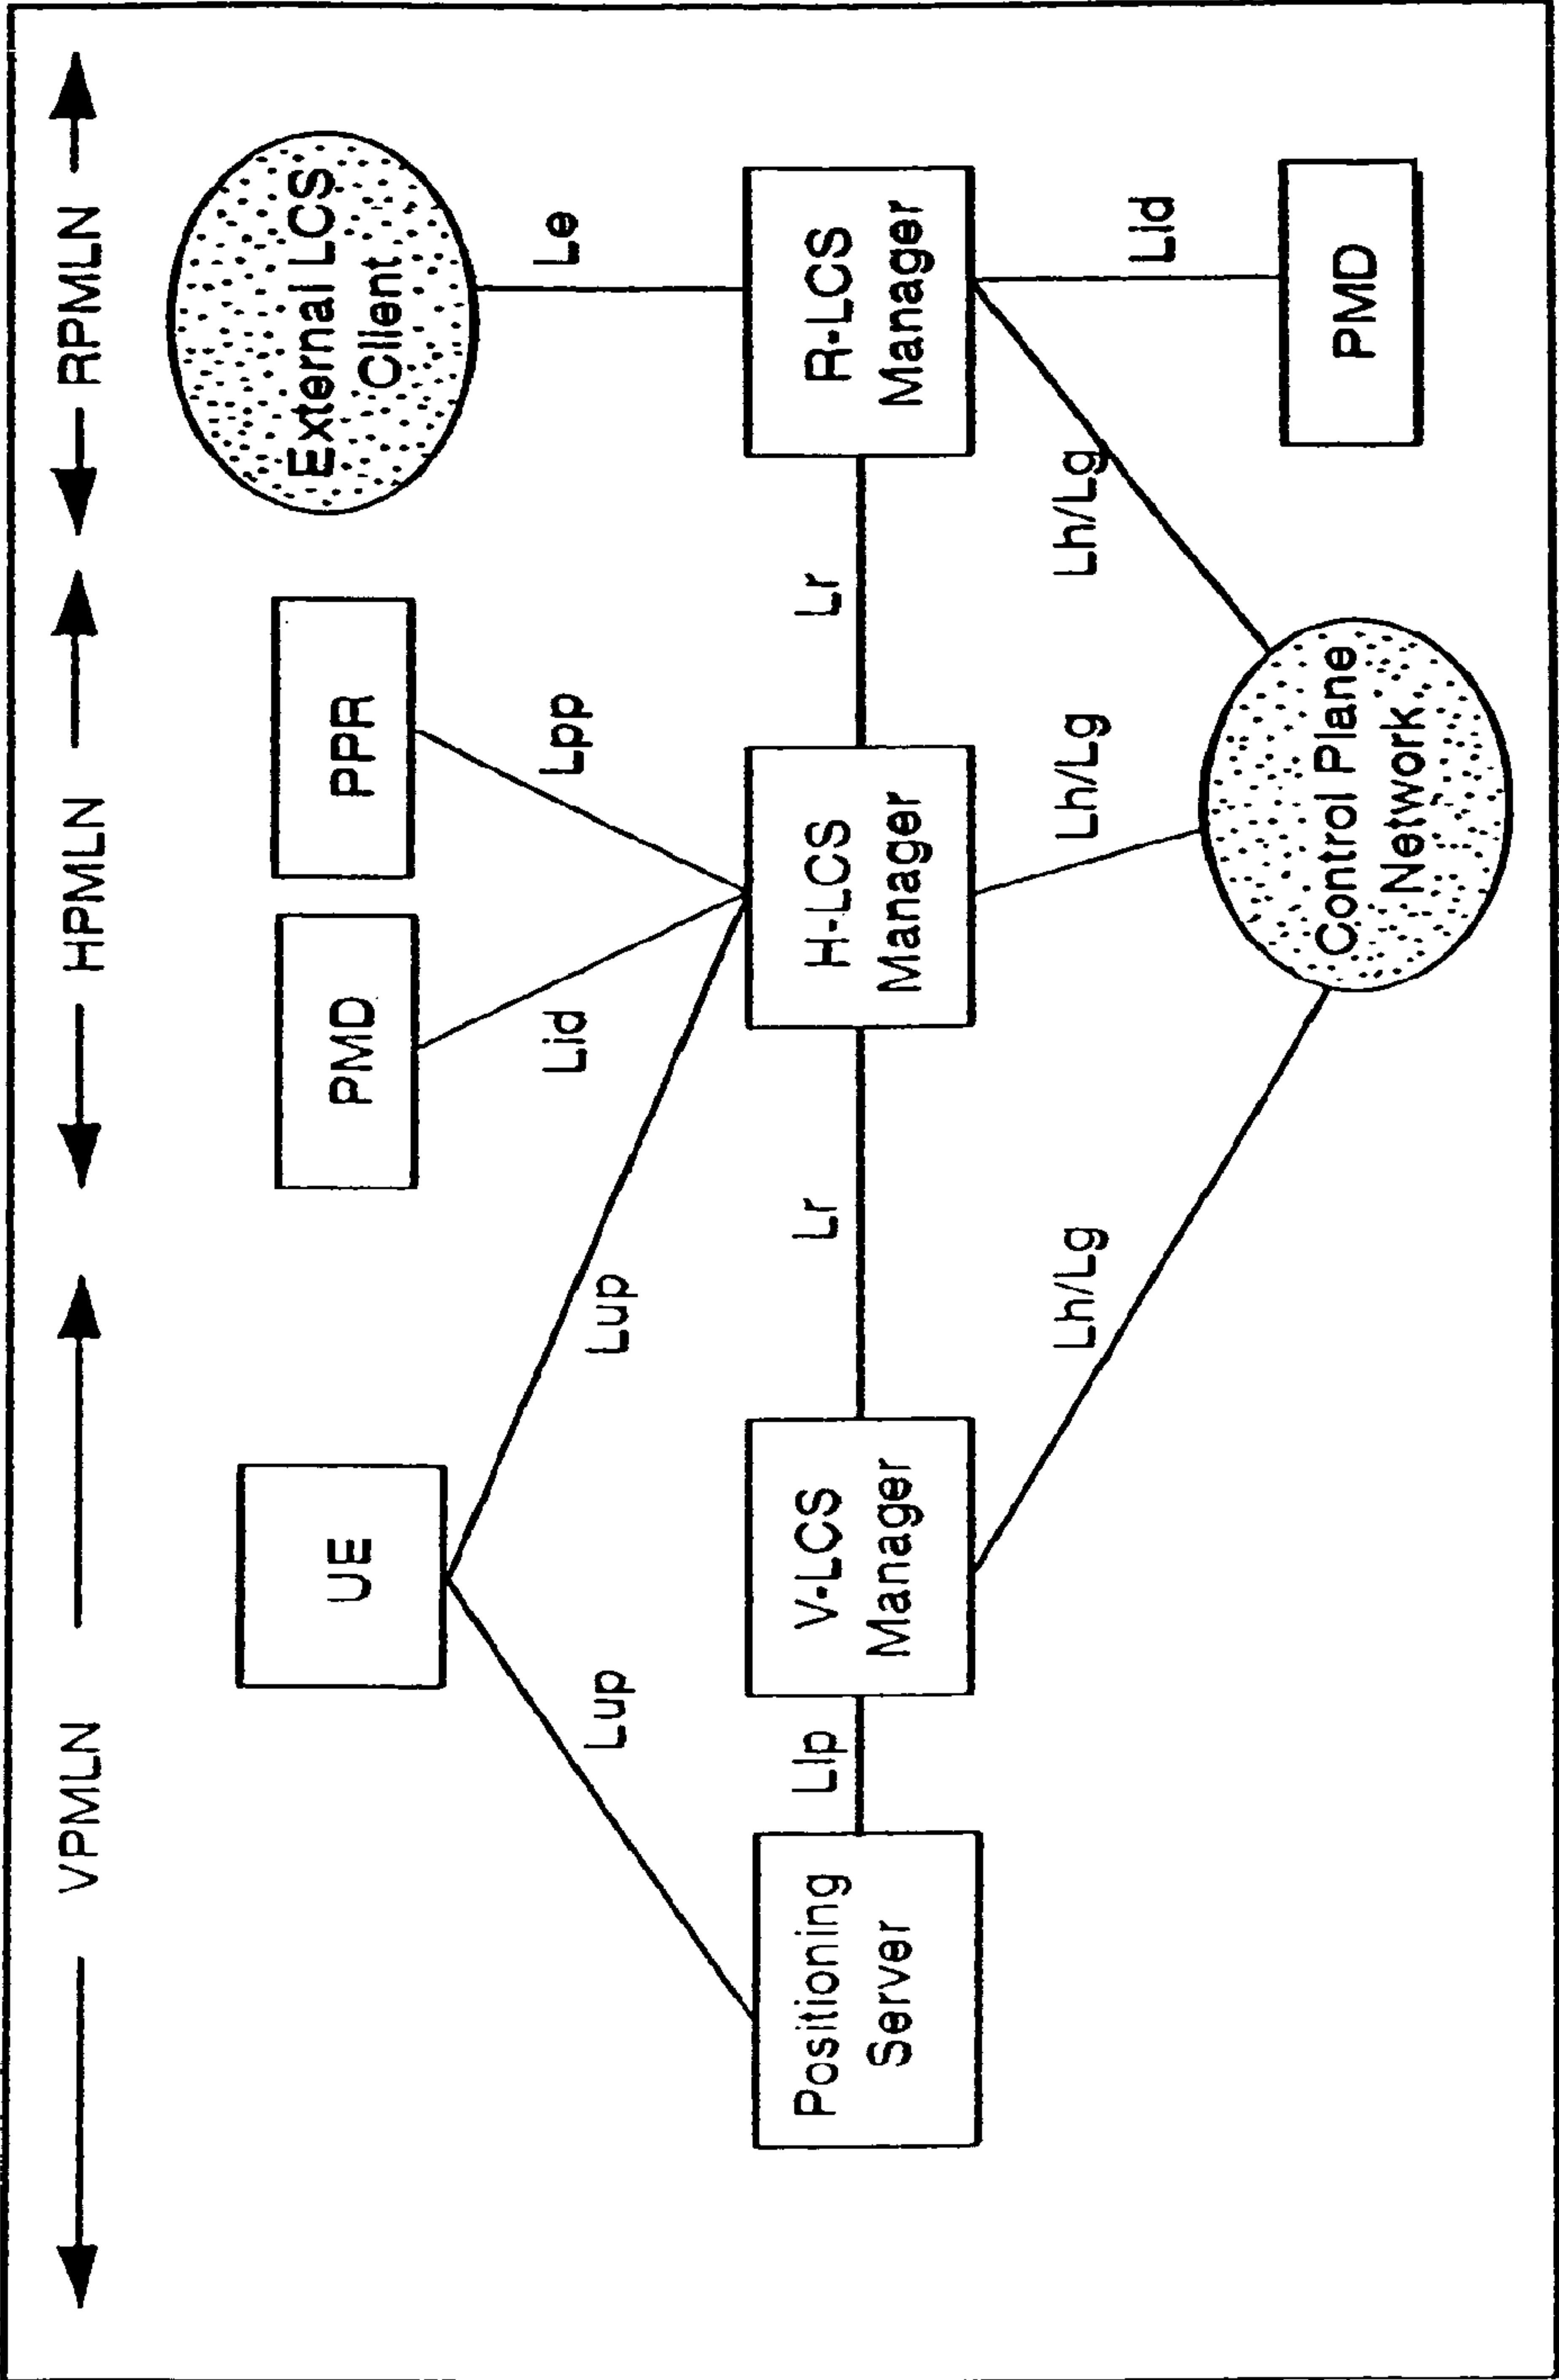 VPMLN
HPMLN
RPMLN
UE
PMD
PPR
External LCS
Client
Lup
Lup
Lid
Lpp
Le
Positioning
Server
Llp
V-LCS
Manager
Lr
H-LCS
Manager
Lr
R-LCS
Manager
Lh/Lg
Lh/Lg
Lh/Lg
Lid
Control Plane
Network
PMD